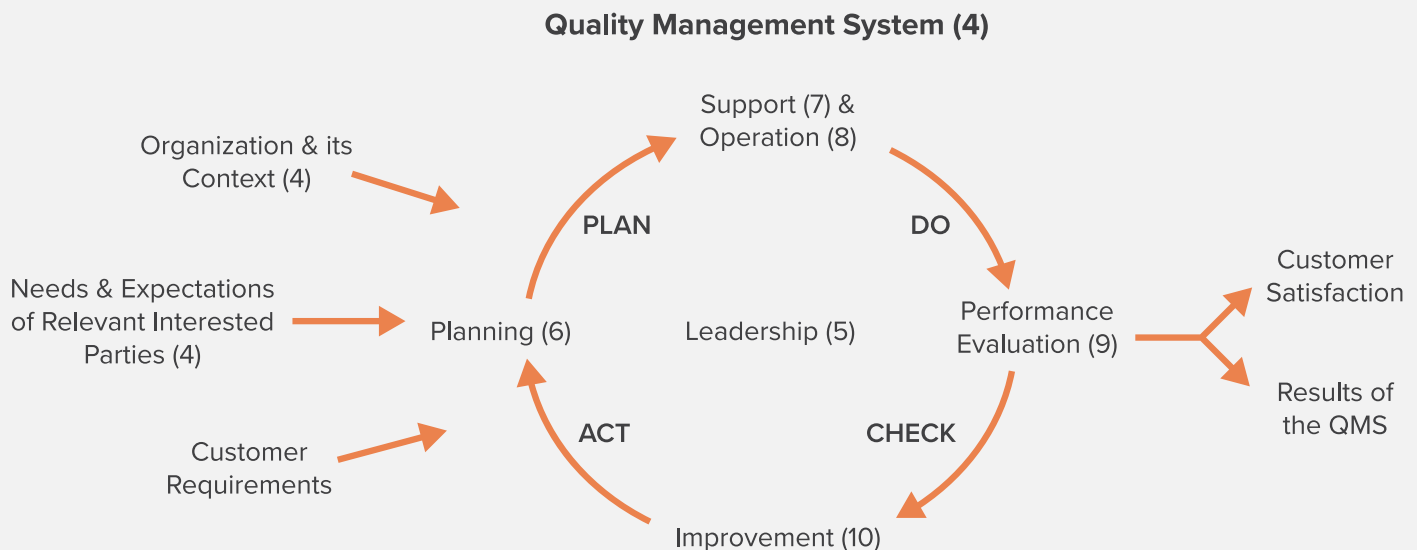 Quality Management System (4)
Support (7) &
Operation (8)
Organization & its
Context (4)
PLAN
DO
Needs & Expectations
of Relevant Interested
Parties (4)
Planning (6)
Leadership (5)
Performance
Evaluation (9)
Customer
Satisfaction
Results of
the QMS
ACT
CHECK
Customer
Requirements
Improvement (10)